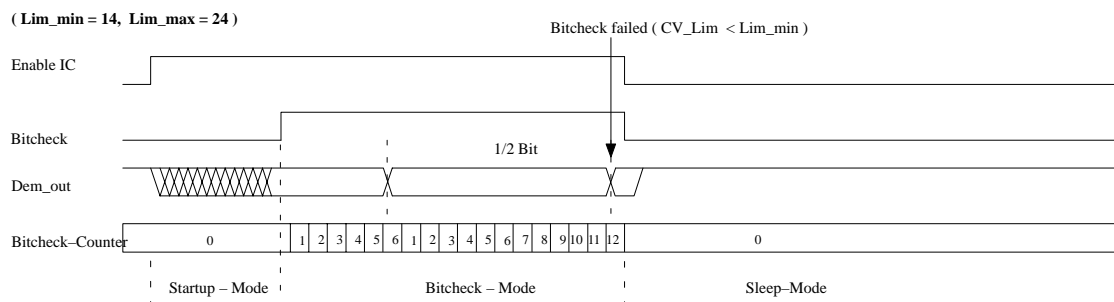 ( Lim_min = 14, Lim_max = 24 )
Bitcheck failed ( CV_Lim < Lim_min )
Enable IC
Bitcheck
1/2 Bit
Dem_out
Bitcheck–Counter 0 1 2 3 4 5 6 1 2 3 4 5 6 7 8 9 10 11 12 0
Startup – Mode Bitcheck – Mode Sleep–Mode